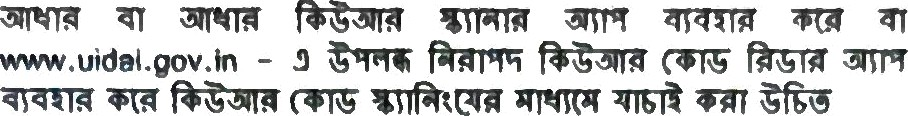 আধার বা আধার কিউআর স্ক্যানার অ্যাপ ব্যবহার করে বা
www.uidai.gov.in - এ উপলব্ধ নিরাপদ কিউআর কোড রিডার অ্যাপ
ব্যবহার করে কিউআর কোড স্ক্যানিংয়ের মাধ্যমে যাচাই করা উচিত